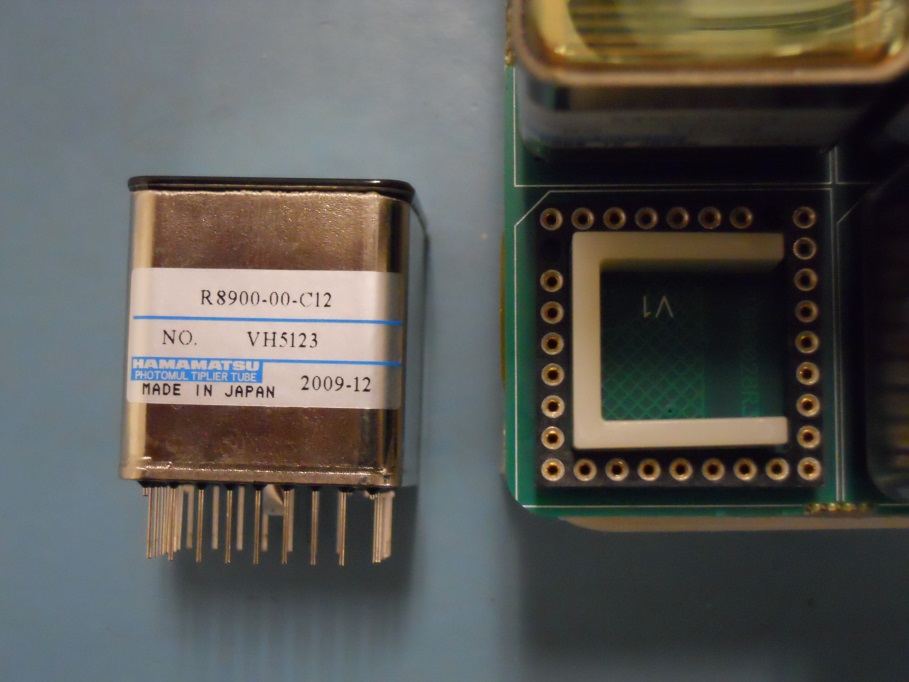 R8900-00-C12
NO. VH5123
HAMAMATSU
PHOTOMUL TIPLIER TUBE
MADE IN JAPAN 2009-12
V1